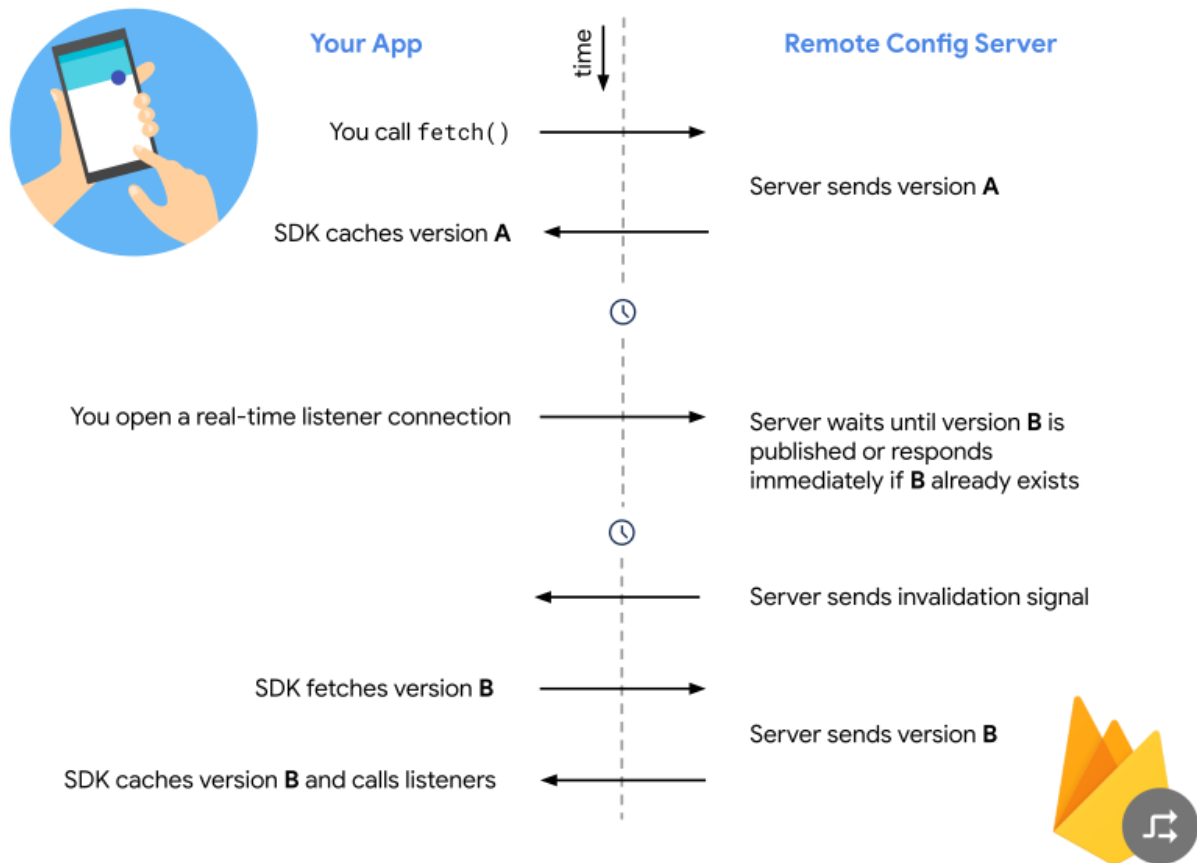 Your App
time
Remote Config Server
You call fetch()
Server sends version A
SDK caches version A
You open a real-time listener connection
Server waits until version B is
published or responds
immediately if B already exists
Server sends invalidation signal
SDK fetches version B
Server sends version B
SDK caches version B and calls listeners